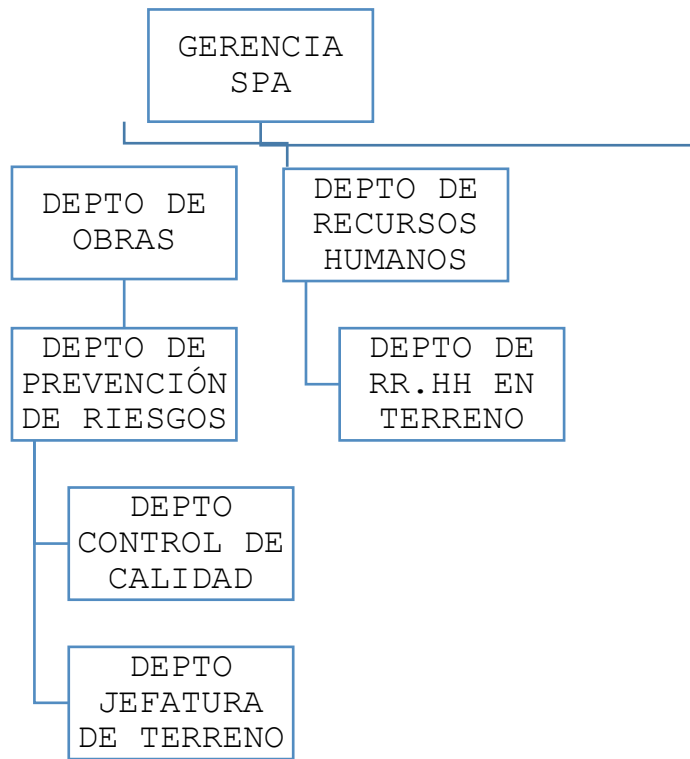 GERENCIA
SPA
DEPTO DE
OBRAS
DEPTO DE
RECURSOS
HUMANOS
DEPTO DE
PREVENCIÓN
DE RIESGOS
DEPTO DE
RR.HH EN
TERRENO
DEPTO
CONTROL DE
CALIDAD
DEPTO
JEFATURA
DE TERRENO